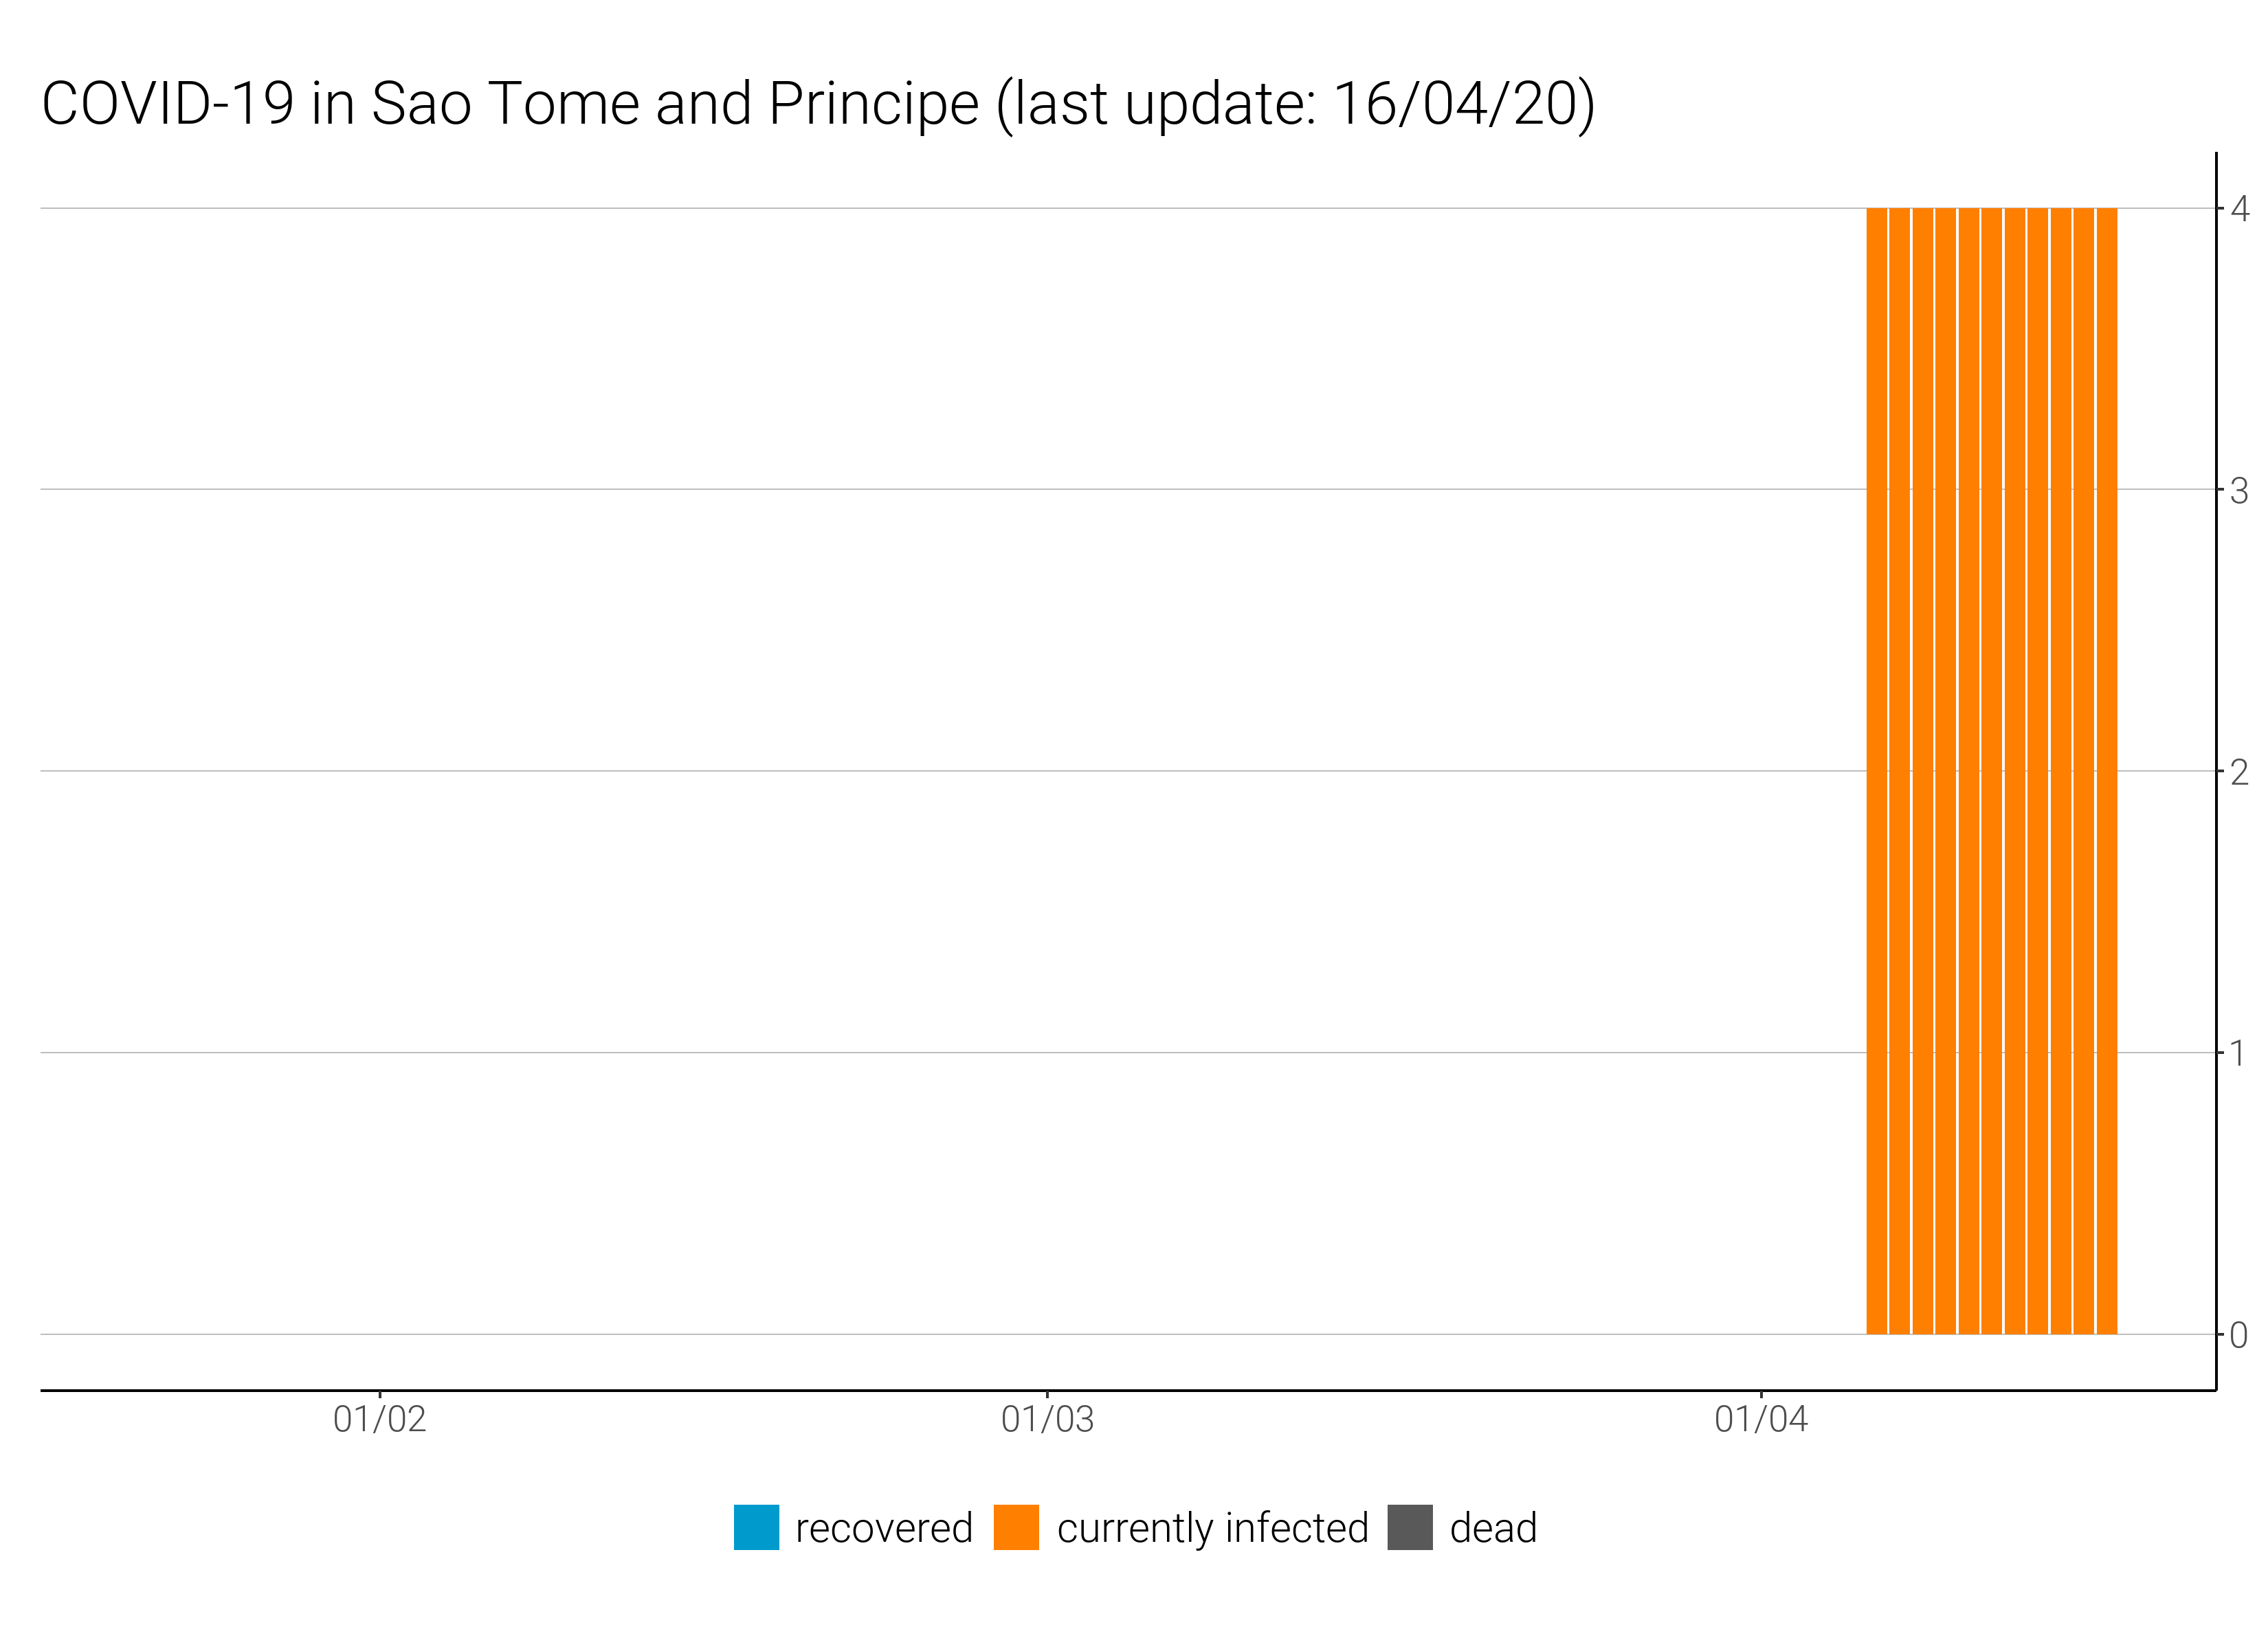 COVID-19 in Sao Tome and Principe (last update: 16/04/20)
4
3
2
1
0
01/02 01/03 01/04
recovered currently infected dead